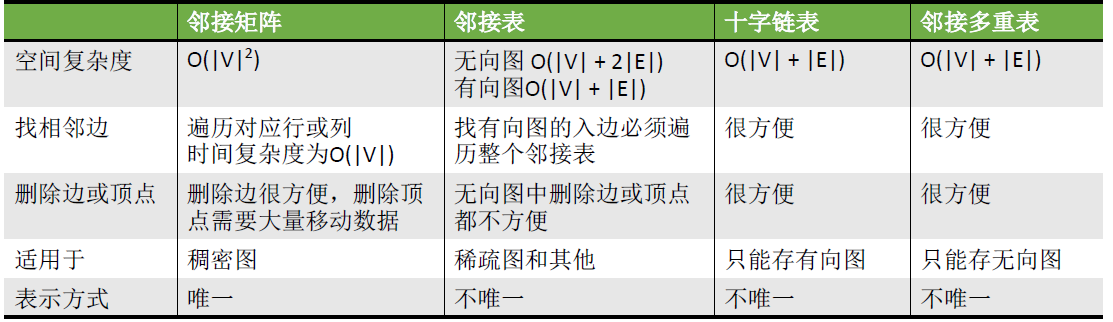 邻接矩阵 邻接表 十字链表 邻接多重表
空间复杂度 O(|V|²) 无向图 O(|V| + 2|E|) O(|V| + |E|) O(|V| + |E|)
有向图O(|V| + |E|)
找相邻边 遍历对应行或列 找有向图的入边必须遍 很方便 很方便
时间复杂度为O(|V|) 历整个邻接表
删除边或顶点 删除边很方便，删除顶 无向图中删除边或顶点 很方便 很方便
点需要大量移动数据 都不方便
适用于 稠密图 稀疏图和其他 只能存有向图 只能存无向图
表示方式 唯一 不唯一 不唯一 不唯一